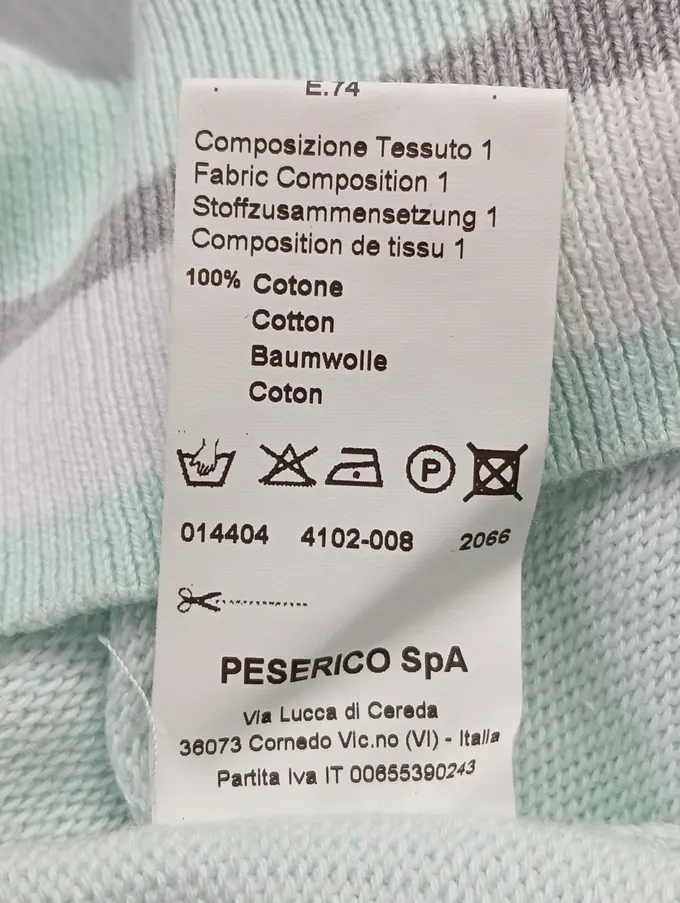 E.74
Composizione Tessuto 1
Fabric Composition 1
Stoffzusammensetzung 1
Composition de tissu 1
100% Cotone
Cotton
Baumwolle
Coton
P
014404 4102-008 2066
PESERICO SpA
Via Lucca di Cereda
36073 Cornedo Vic.no (VI) - Italia
Partita Iva IT 00655390243